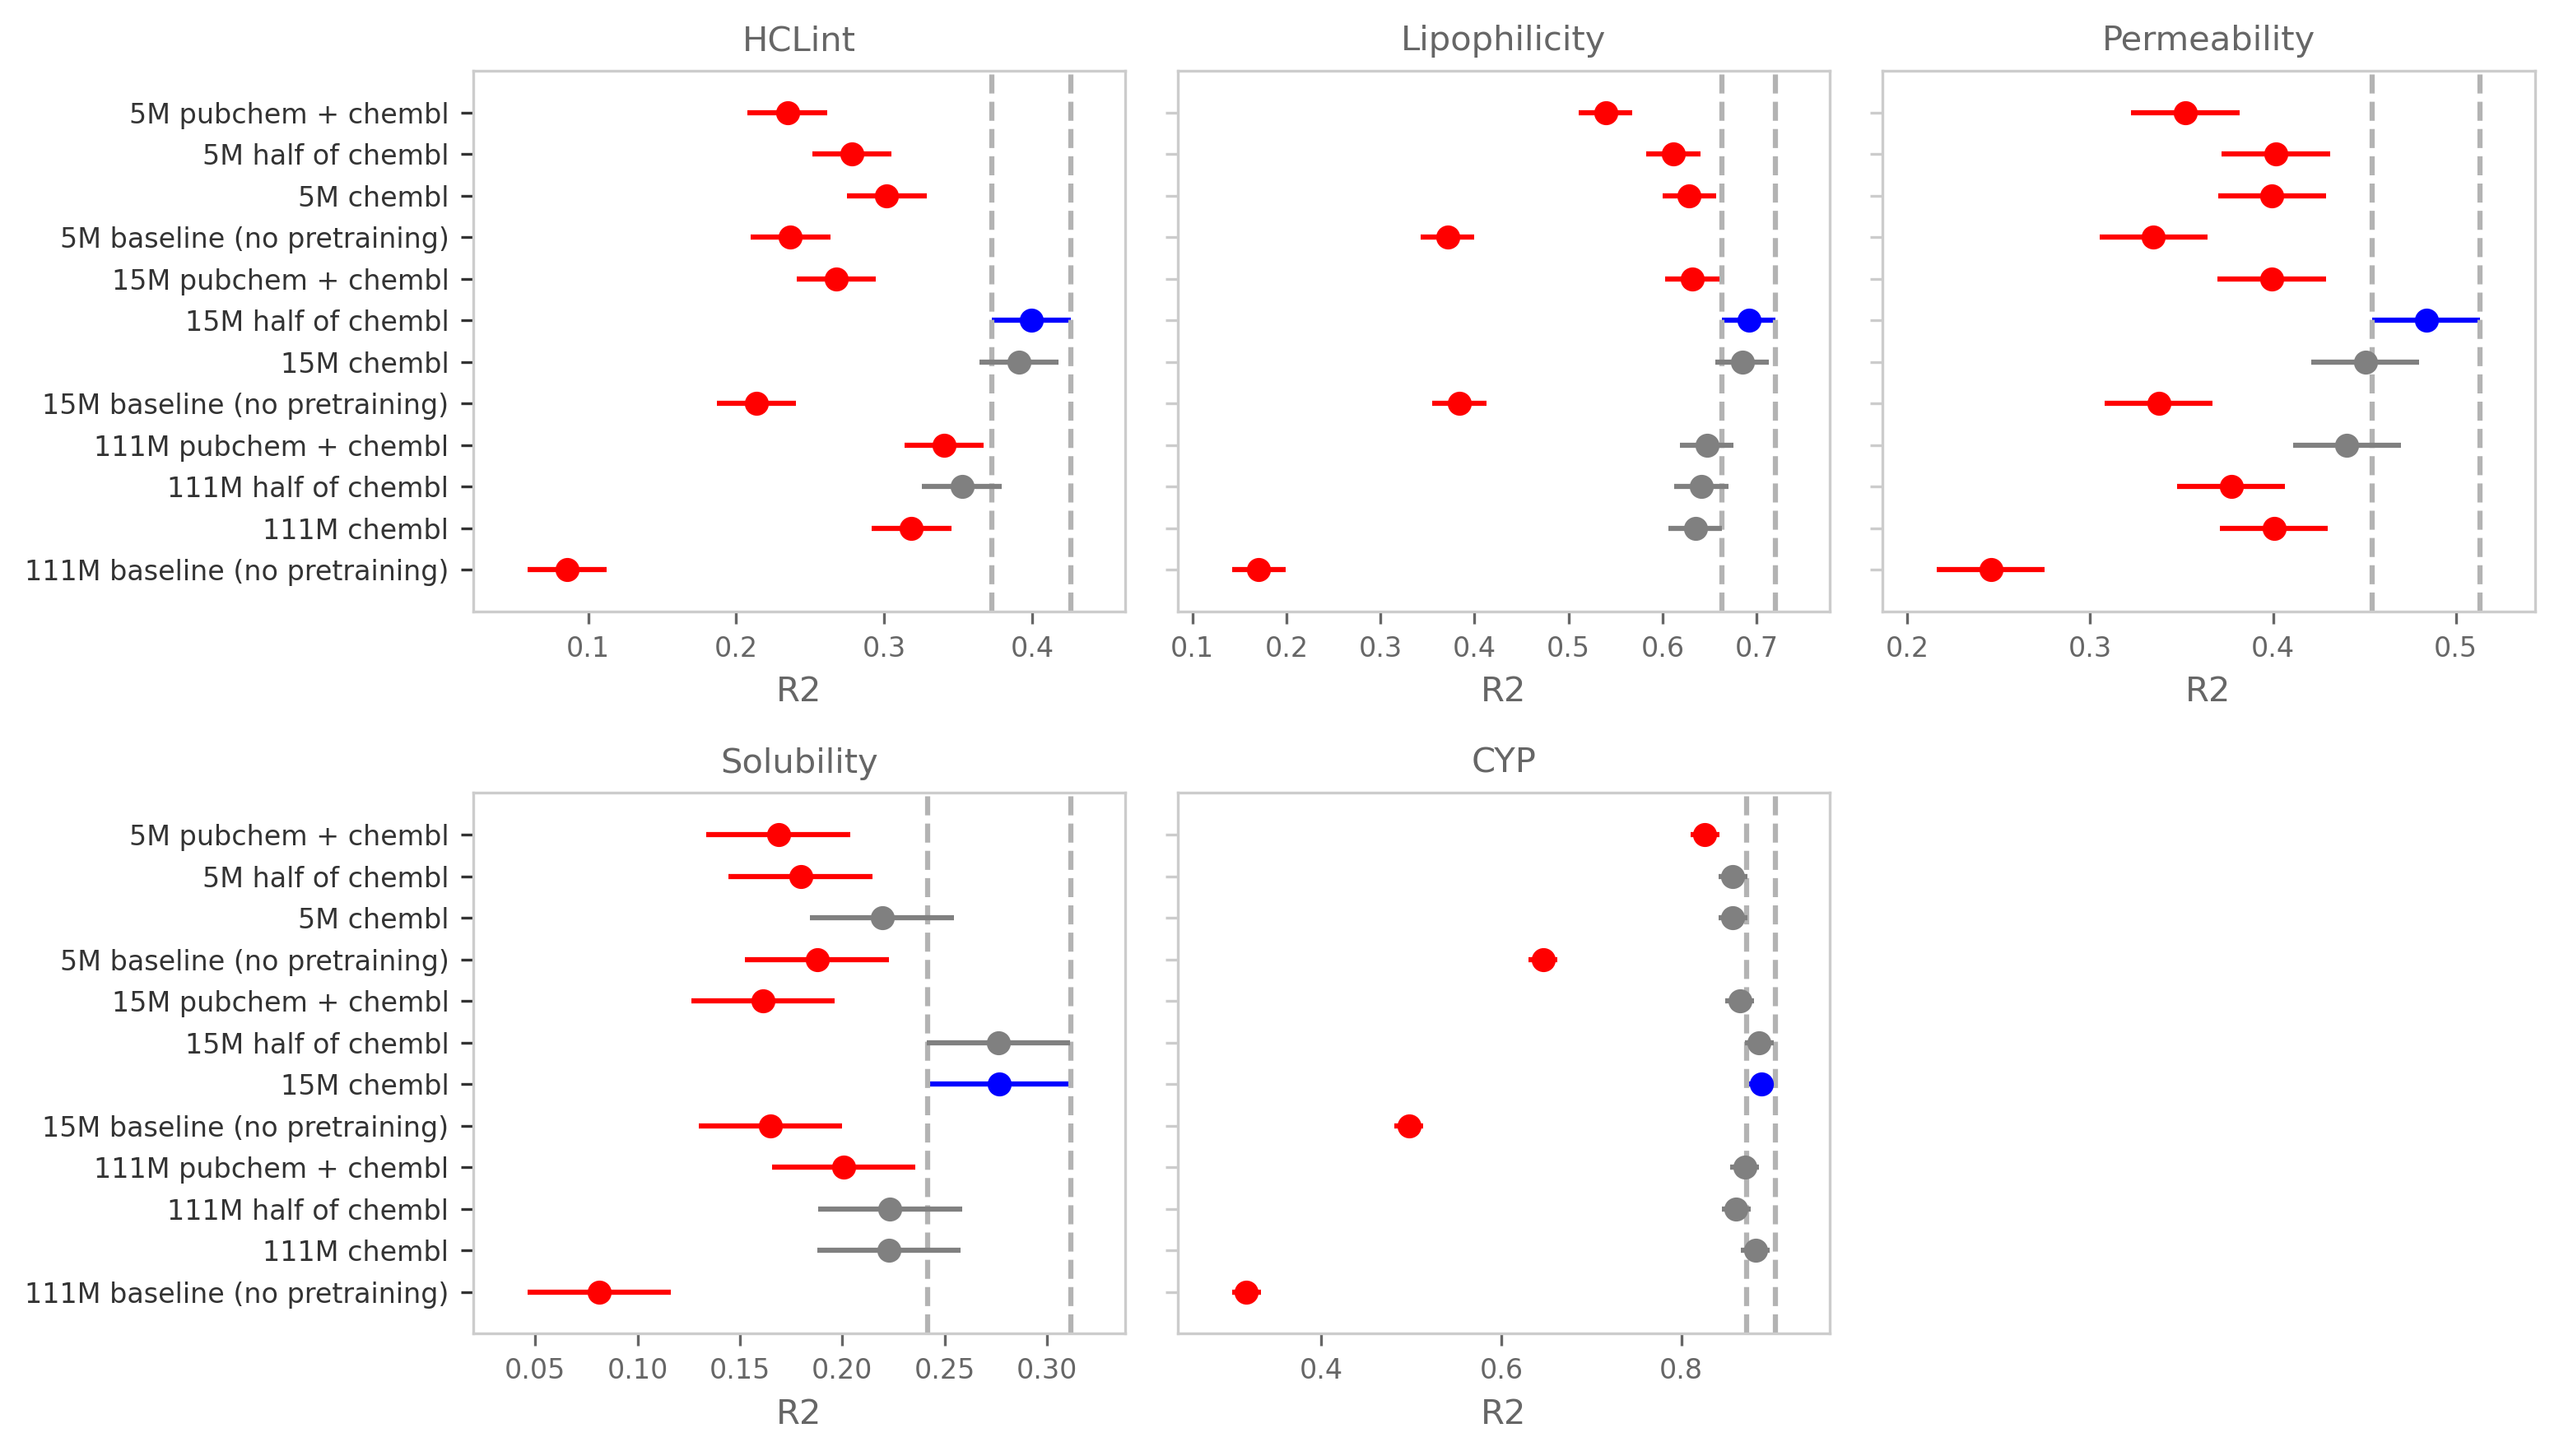 HCLint
Lipophilicity
Permeability
5M pubchem + chembl
5M half of chembl
5M chembl
5M baseline (no pretraining)
15M pubchem + chembl
15M half of chembl
15M chembl
15M baseline (no pretraining)
111M pubchem + chembl
111M half of chembl
111M chembl
111M baseline (no pretraining)
0.1 0.2 0.3 0.4
0.1 0.2 0.3 0.4 0.5 0.6 0.7
0.2 0.3 0.4 0.5
R2
R2
R2
Solubility
CYP
5M pubchem + chembl
5M half of chembl
5M chembl
5M baseline (no pretraining)
15M pubchem + chembl
15M half of chembl
15M chembl
15M baseline (no pretraining)
111M pubchem + chembl
111M half of chembl
111M chembl
111M baseline (no pretraining)
0.05 0.10 0.15 0.20 0.25 0.30
0.4 0.6 0.8
R2
R2